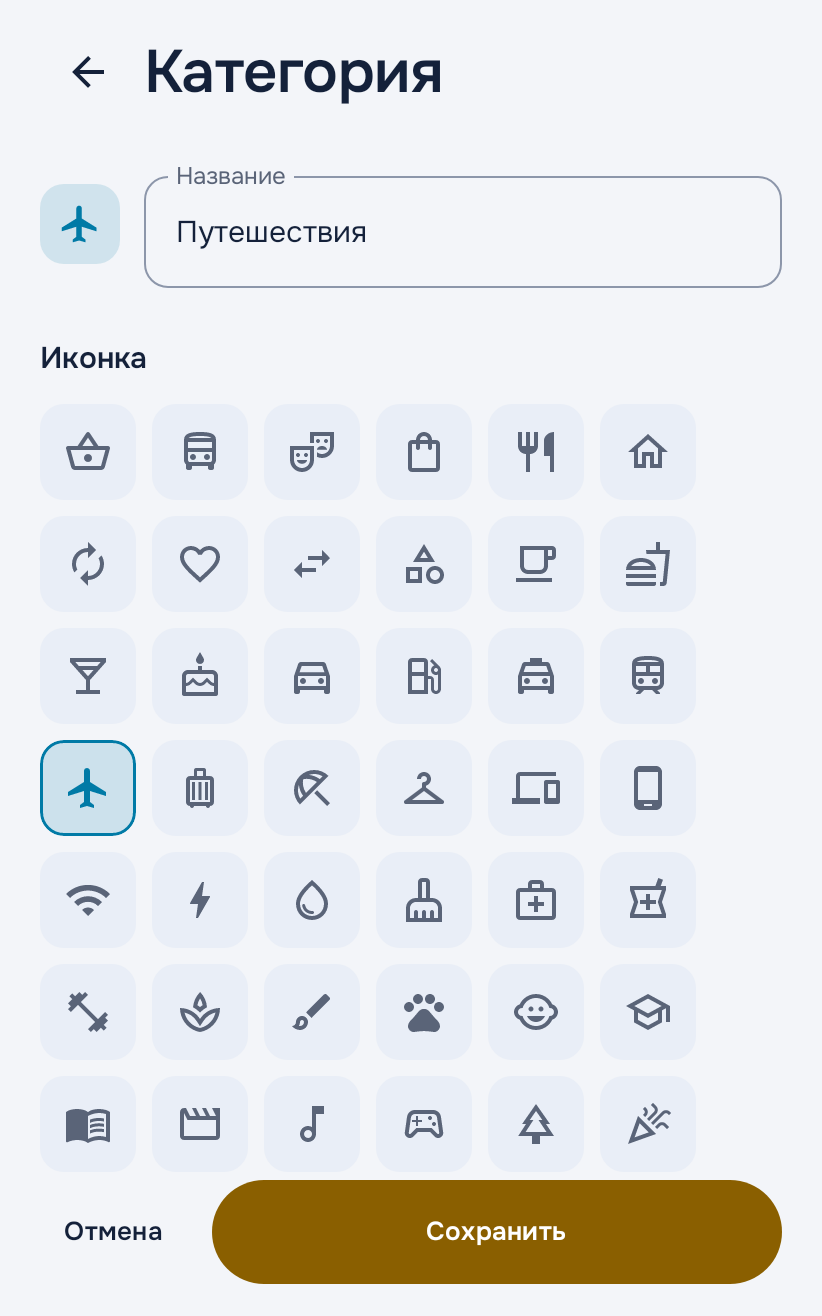 Категория
Название
Путешествия
Иконка
Отмена
Сохранить